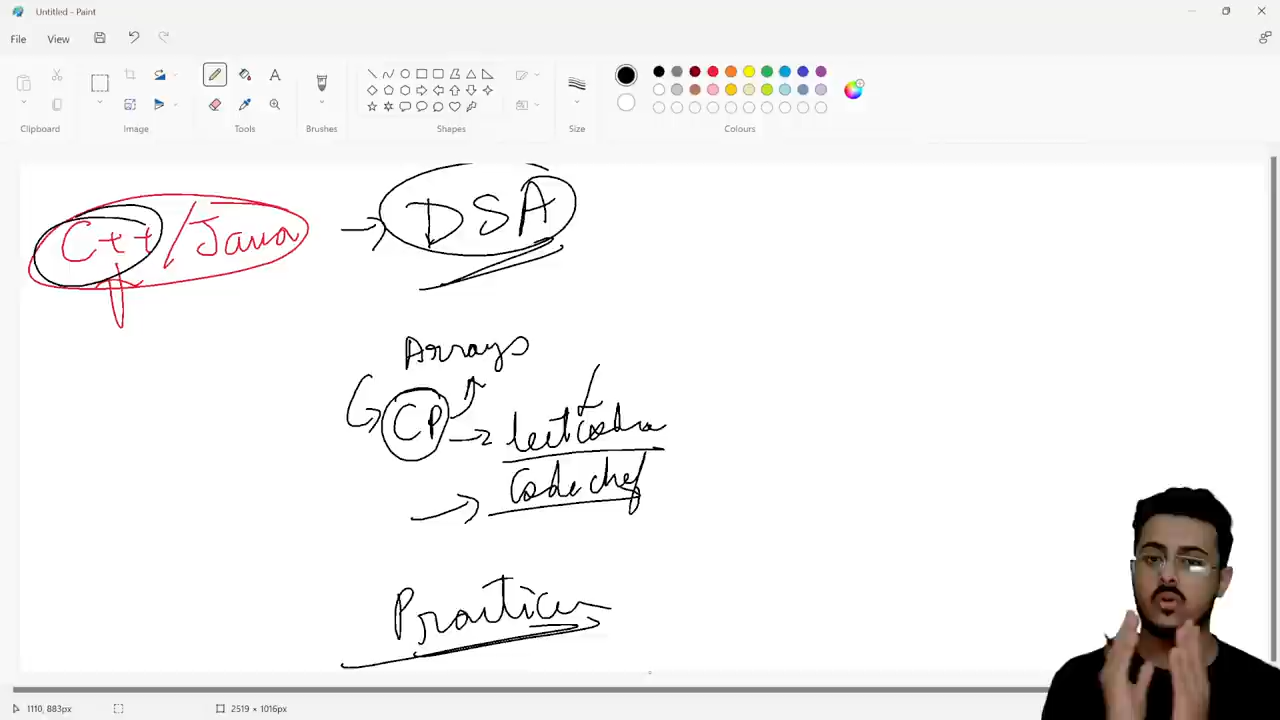 Untitled - Paint
File View
Clipboard Image Tools Brushes Shapes Size Colours
C++/Java → DSA
Arrays
CP → leetcode
→ codechef
Practice
1110, 883px 2519 × 1016px